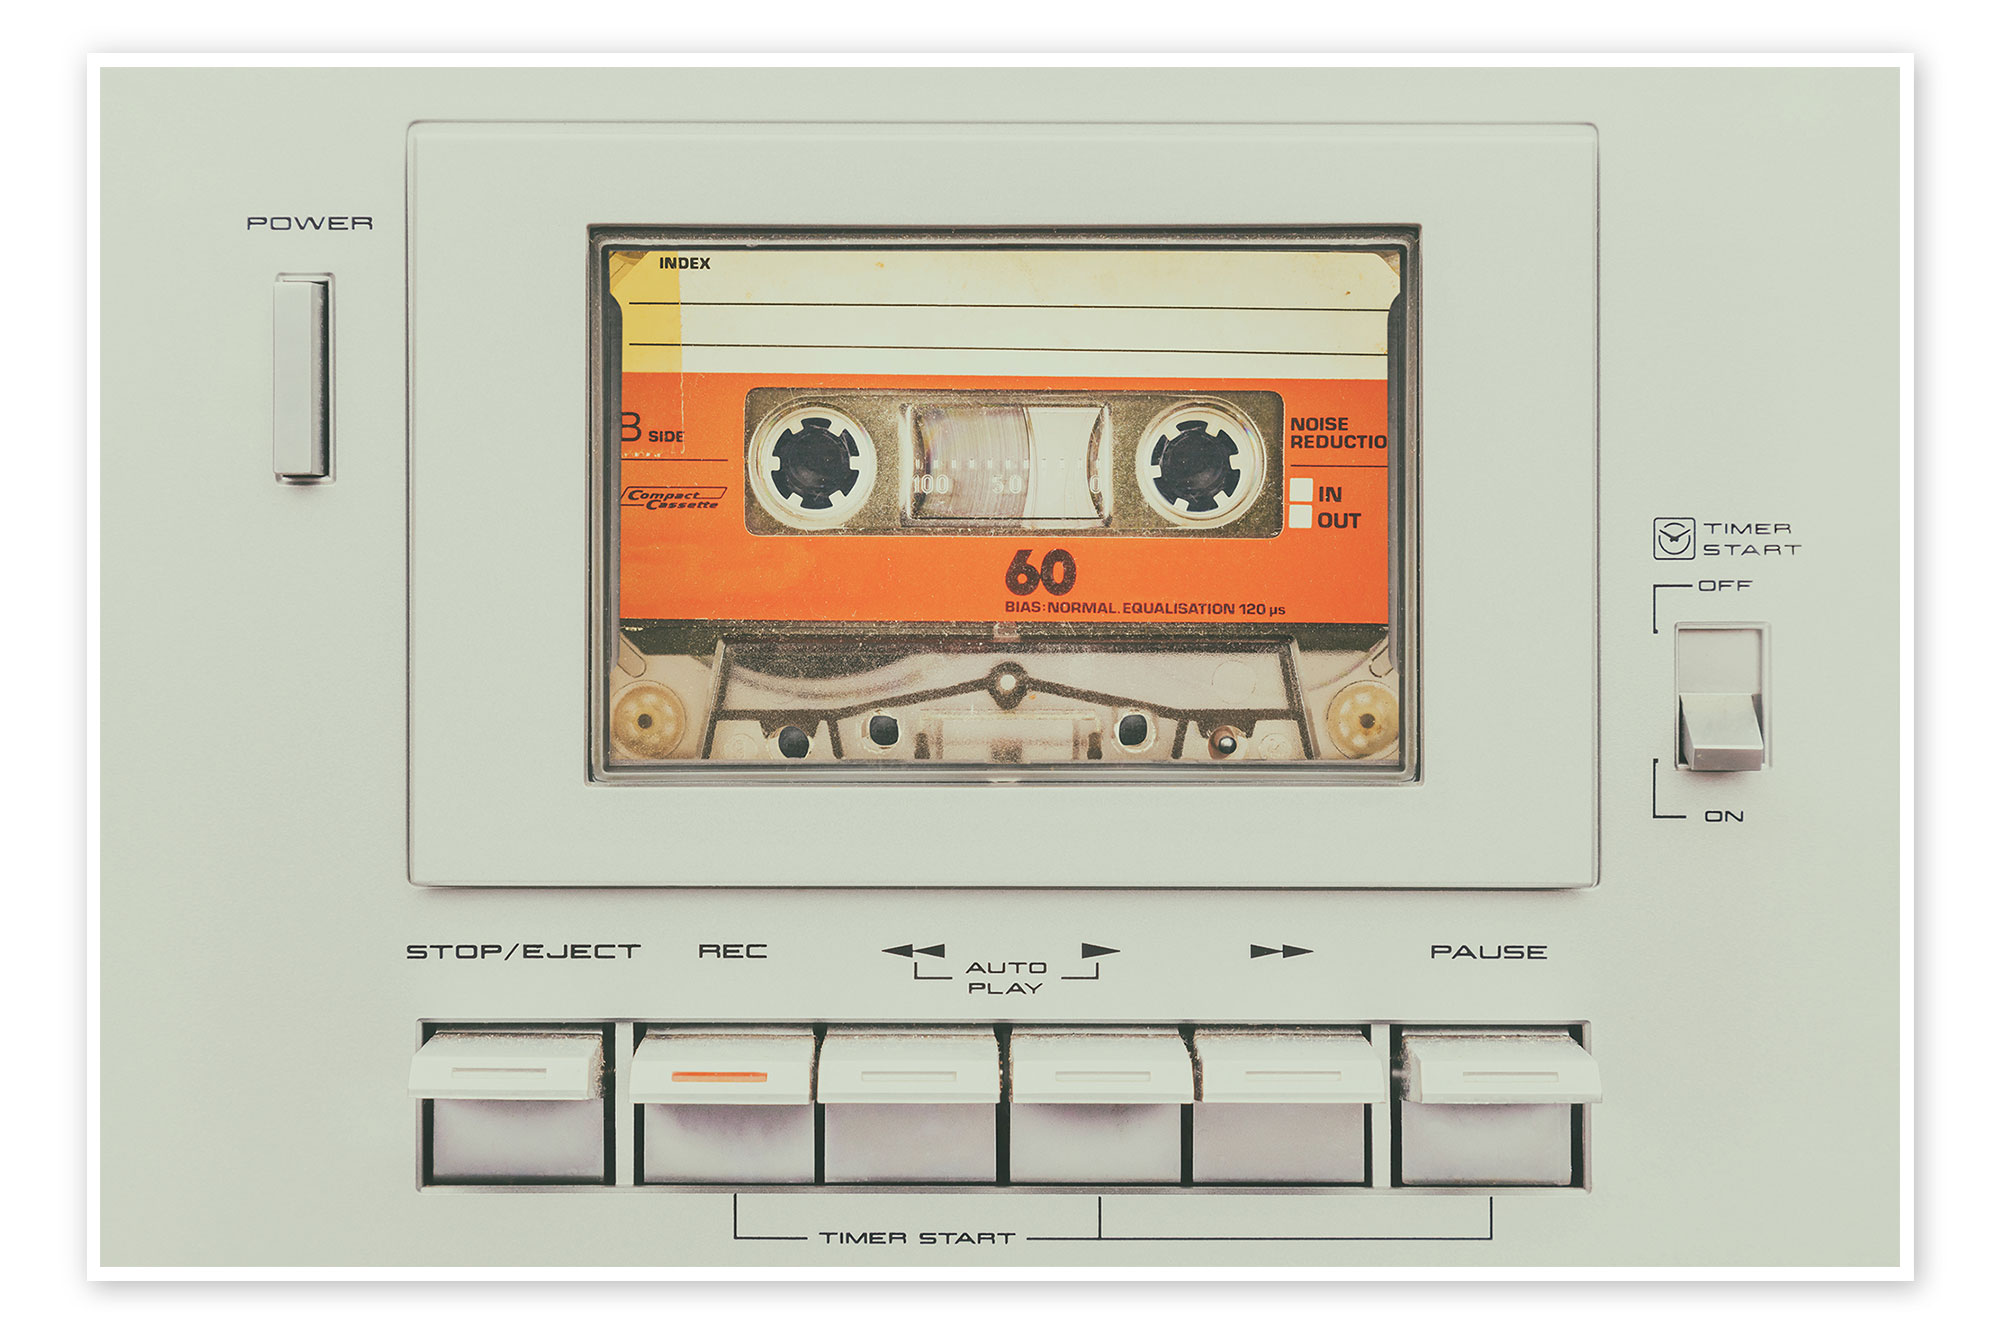 POWER
INDEX
B SIDE
NOISE
REDUCTIO
Compact
Cassette
100 50 0
IN
OUT
60
BIAS: NORMAL. EQUALISATION 120 µs
TIMER
START
OFF
ON
STOP/EJECT REC AUTO PLAY PAUSE
TIMER START